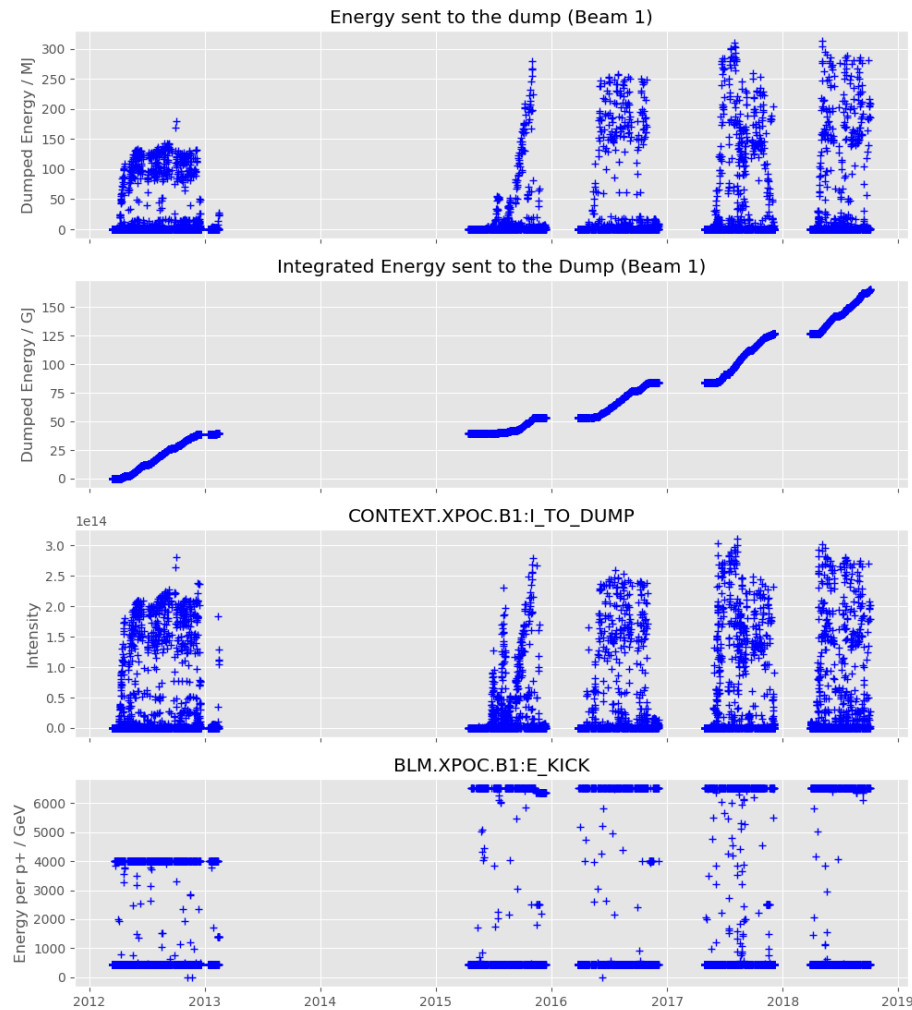 Energy sent to the dump (Beam 1)
Dumped Energy / MJ
300
250
200
150
100
50
0
Integrated Energy sent to the Dump (Beam 1)
Dumped Energy / GJ
150
125
100
75
50
25
0
1e14
CONTEXT.XPOC.B1:I_TO_DUMP
Intensity
3.0
2.5
2.0
1.5
1.0
0.5
0.0
BLM.XPOC.B1:E_KICK
Energy per p+ / GeV
6000
5000
4000
3000
2000
1000
0
2012 2013 2014 2015 2016 2017 2018 2019